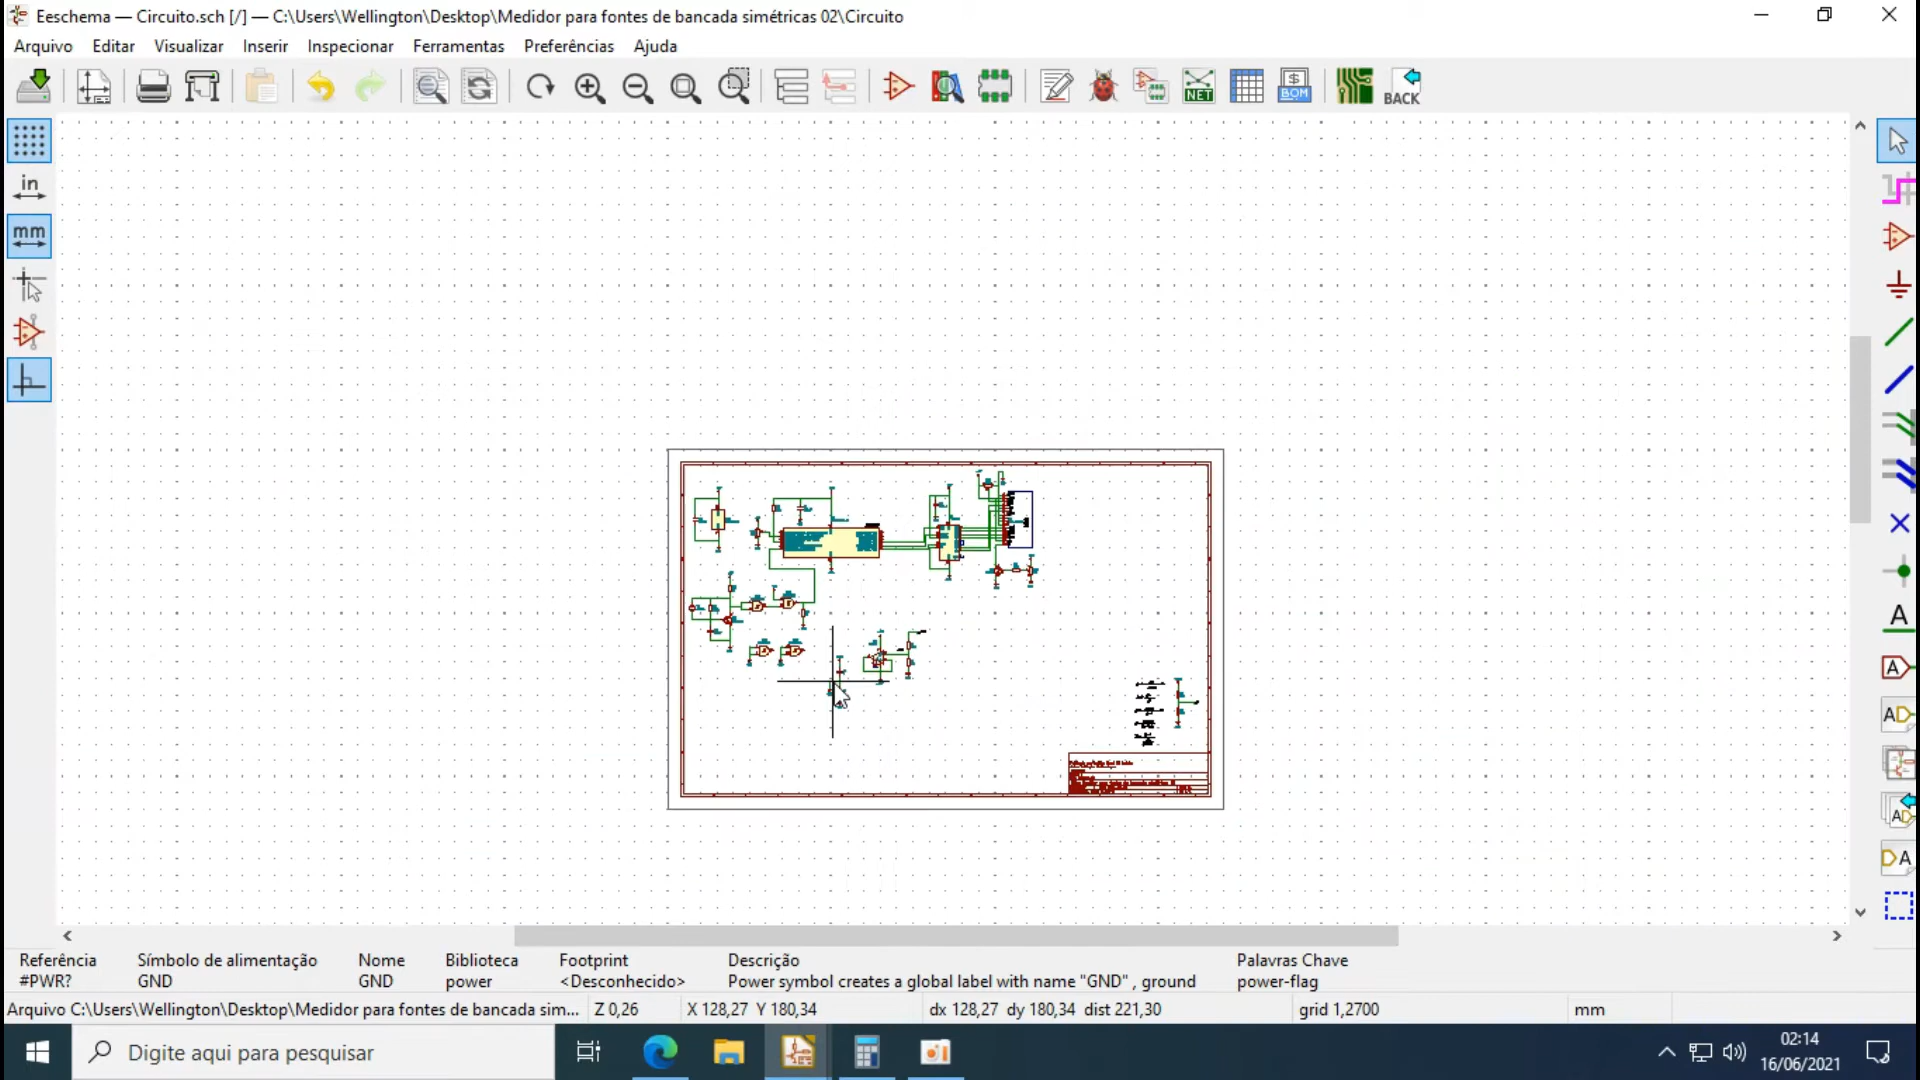 Eeschema — Circuito.sch [/] — C:\Users\Wellington\Desktop\Medidor para fontes de bancada simétricas 02\Circuito
Arquivo Editar Visualizar Inserir Inspecionar Ferramentas Preferências Ajuda
NET
$
BOM
BACK
in
mm
A
A
A
A
A
Referência Símbolo de alimentação Nome Biblioteca Footprint Descrição Palavras Chave
#PWR? GND GND power <Desconhecido> Power symbol creates a global label with name "GND" , ground power-flag
Arquivo C:\Users\Wellington\Desktop\Medidor para fontes de bancada sim... Z 0,26 X 128,27 Y 180,34 dx 128,27 dy 180,34 dist 221,30 grid 1,2700 mm
Digite aqui para pesquisar
02:14
16/06/2021